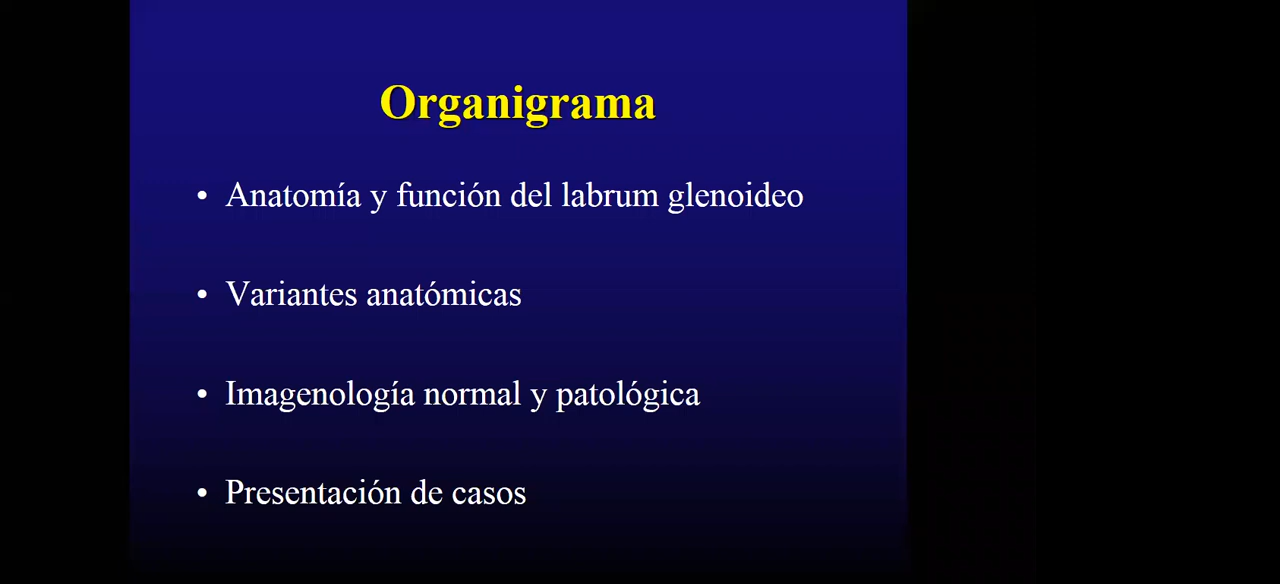 Organigrama
• Anatomía y función del labrum glenoideo
• Variantes anatómicas
• Imagenología normal y patológica
• Presentación de casos